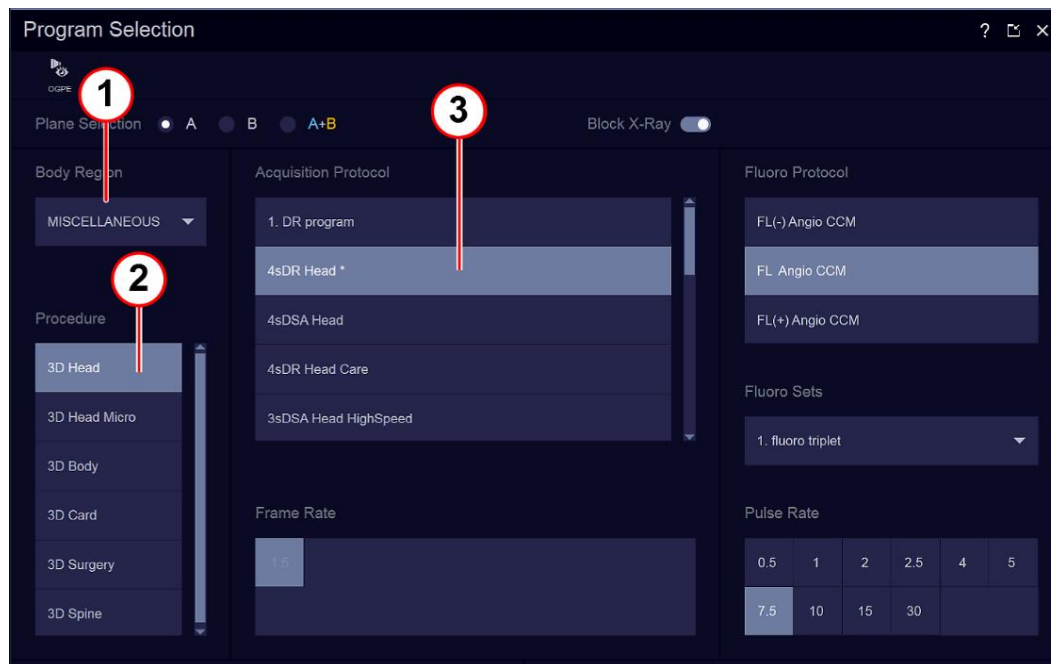 Program Selection
?
OGPE
1
3
Plane Selection A B A+B Block X-Ray
Body Region
MISCELLANEOUS
2
Procedure
3D Head
3D Head Micro
3D Body
3D Card
3D Surgery
3D Spine
Acquisition Protocol
1. DR program
4sDR Head *
4sDSA Head
4sDR Head Care
3sDSA Head HighSpeed
Frame Rate
1.5
Fluoro Protocol
FL(-) Angio CCM
FL Angio CCM
FL(+) Angio CCM
Fluoro Sets
1. fluoro triplet
Pulse Rate
0.5 1 2 2.5 4 5
7.5 10 15 30